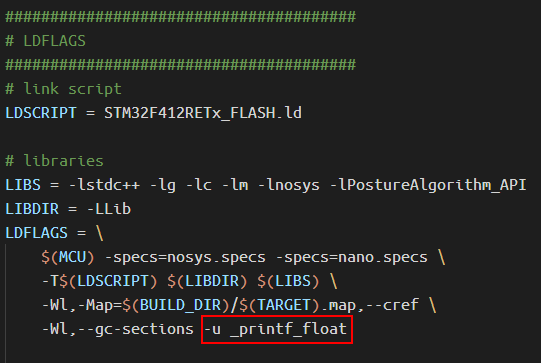 #######################################
# LDFLAGS
#######################################
# link script
LDSCRIPT = STM32F412RETx_FLASH.ld
# libraries
LIBS = -lstdc++ -lg -lc -lm -lnosys -lPostureAlgorithm_API
LIBDIR = -LLib
LDFLAGS = \
$(MCU) -specs=nosys.specs -specs=nano.specs \
-T$(LDSCRIPT) $(LIBDIR) $(LIBS) \
-Wl,-Map=$(BUILD_DIR)/$(TARGET).map,--cref \
-Wl,--gc-sections -u _printf_float